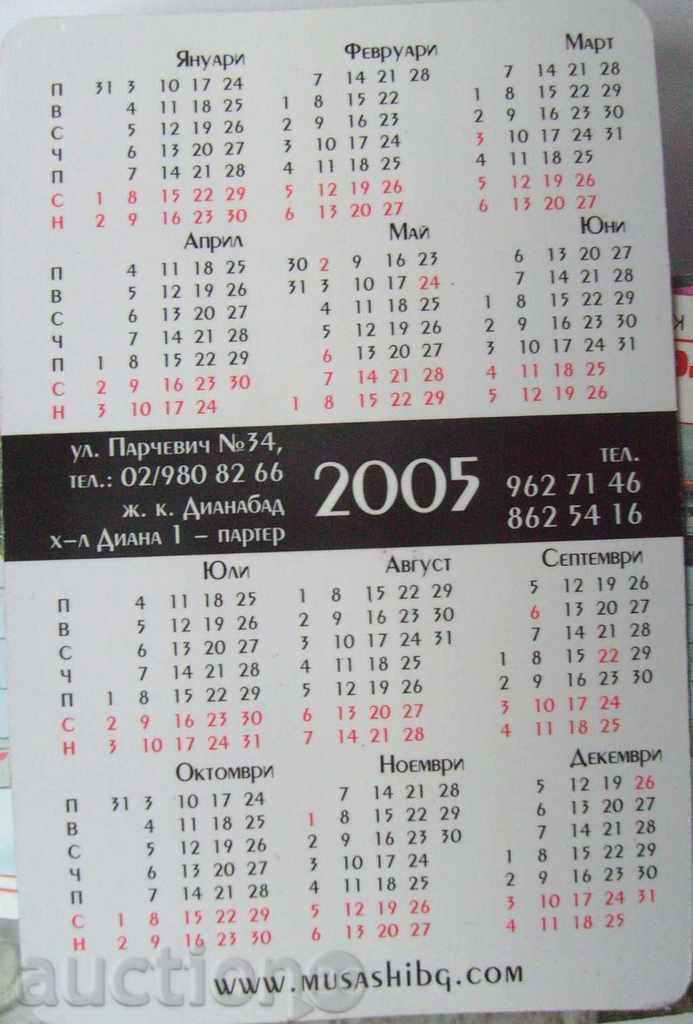 Януари Февруари Март
П 31 3 10 17 24 7 14 21 28 7 14 21 28
В 4 11 18 25 1 8 15 22 1 8 15 22 29
С 5 12 19 26 2 9 16 23 2 9 16 23 30
Ч 6 13 20 27 3 10 17 24 3 10 17 24 31
П 7 14 21 28 4 11 18 25 4 11 18 25
С 1 8 15 22 29 5 12 19 26 5 12 19 26
Н 2 9 16 23 30 6 13 20 27 6 13 20 27
Април Май Юни
П 4 11 18 25 30 2 9 16 23 6 13 20 27
В 5 12 19 26 31 3 10 17 24 7 14 21 28
С 6 13 20 27 4 11 18 25 1 8 15 22 29
Ч 7 14 21 28 5 12 19 26 2 9 16 23 30
П 1 8 15 22 29 6 13 20 27 3 10 17 24 31
С 2 9 16 23 30 7 14 21 28 4 11 18 25
Н 3 10 17 24 1 8 15 22 29 5 12 19 26
ул. Парчевич №34,
тел.: 02/980 82 66
ж. к. Дианабад
х-л Диана 1 – партер
2005
тел.
962 71 46
862 54 16
Юли Август Септември
П 4 11 18 25 1 8 15 22 29 5 12 19 26
В 5 12 19 26 2 9 16 23 30 6 13 20 27
С 6 13 20 27 3 10 17 24 31 7 14 21 28
Ч 7 14 21 28 4 11 18 25 1 8 15 22 29
П 1 8 15 22 29 5 12 19 26 2 9 16 23 30
С 2 9 16 23 30 6 13 20 27 3 10 17 24
Н 3 10 17 24 31 7 14 21 28 4 11 18 25
Октомври Ноември Декември
П 31 3 10 17 24 7 14 21 28 5 12 19 26
В 4 11 18 25 1 8 15 22 29 6 13 20 27
С 5 12 19 26 2 9 16 23 30 7 14 21 28
Ч 6 13 20 27 3 10 17 24 1 8 15 22 29
П 7 14 21 28 4 11 18 25 2 9 16 23 30
С 1 8 15 22 29 5 12 19 26 3 10 17 24 31
Н 2 9 16 23 30 6 13 20 27 4 11 18 25
www.musashibg.com